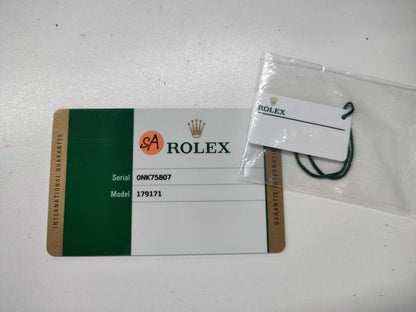 INTERNATIONAL GUARANTEE
SA
ROLEX
Serial 0NK75807
Model 179171
GARANTIE INTERNATIONALE
ROLEX